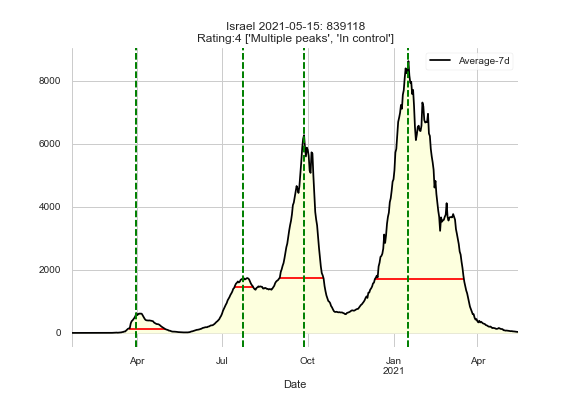 Israel 2021-05-15: 839118
Rating:4 ['Multiple peaks', 'In control']
Average-7d
8000
6000
4000
2000
0
Apr
Jul
Oct
Jan
2021
Apr
Date